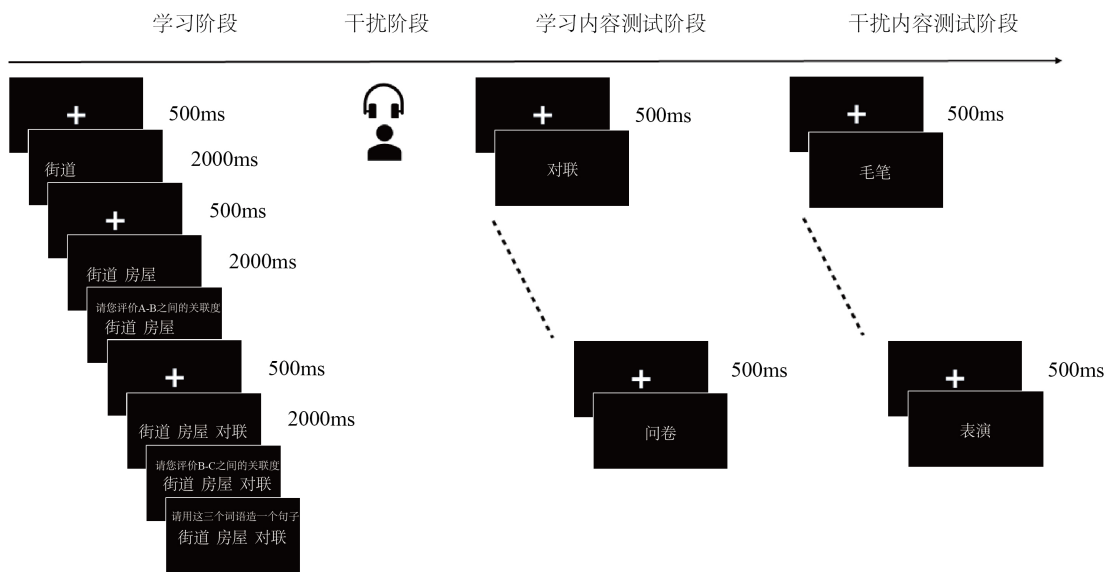 学习阶段 干扰阶段 学习内容测试阶段 干扰内容测试阶段
500ms
街道
2000ms
500ms
街道 房屋
2000ms
请您评价A-B之间的关联度
街道 房屋
500ms
街道 房屋 对联
2000ms
请您评价B-C之间的关联度
街道 房屋 对联
请用这三个词语造一个句子
街道 房屋 对联
500ms
对联
500ms
问卷
500ms
毛笔
500ms
表演